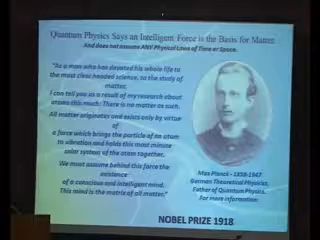 Quantum Physics Says an Intelligent Force is the Basis for Matter
And does not assume ANY Physical Laws of Time or Space.
"As a man who has devoted his whole life to
the most clear headed science, to the study of
matter,
I can tell you as a result of my research about
atoms this much: There is no matter as such.
All matter originates and exists only by virtue
of
a force which brings the particle of an atom
to vibration and holds this most minute
solar system of the atom together.
We must assume behind this force the
existence
of a conscious and intelligent mind.
This mind is the matrix of all matter."
Max Planck - 1858-1947
German Theoretical Physicist,
Father of Quantum Physics.
For more information:
NOBEL PRIZE 1918